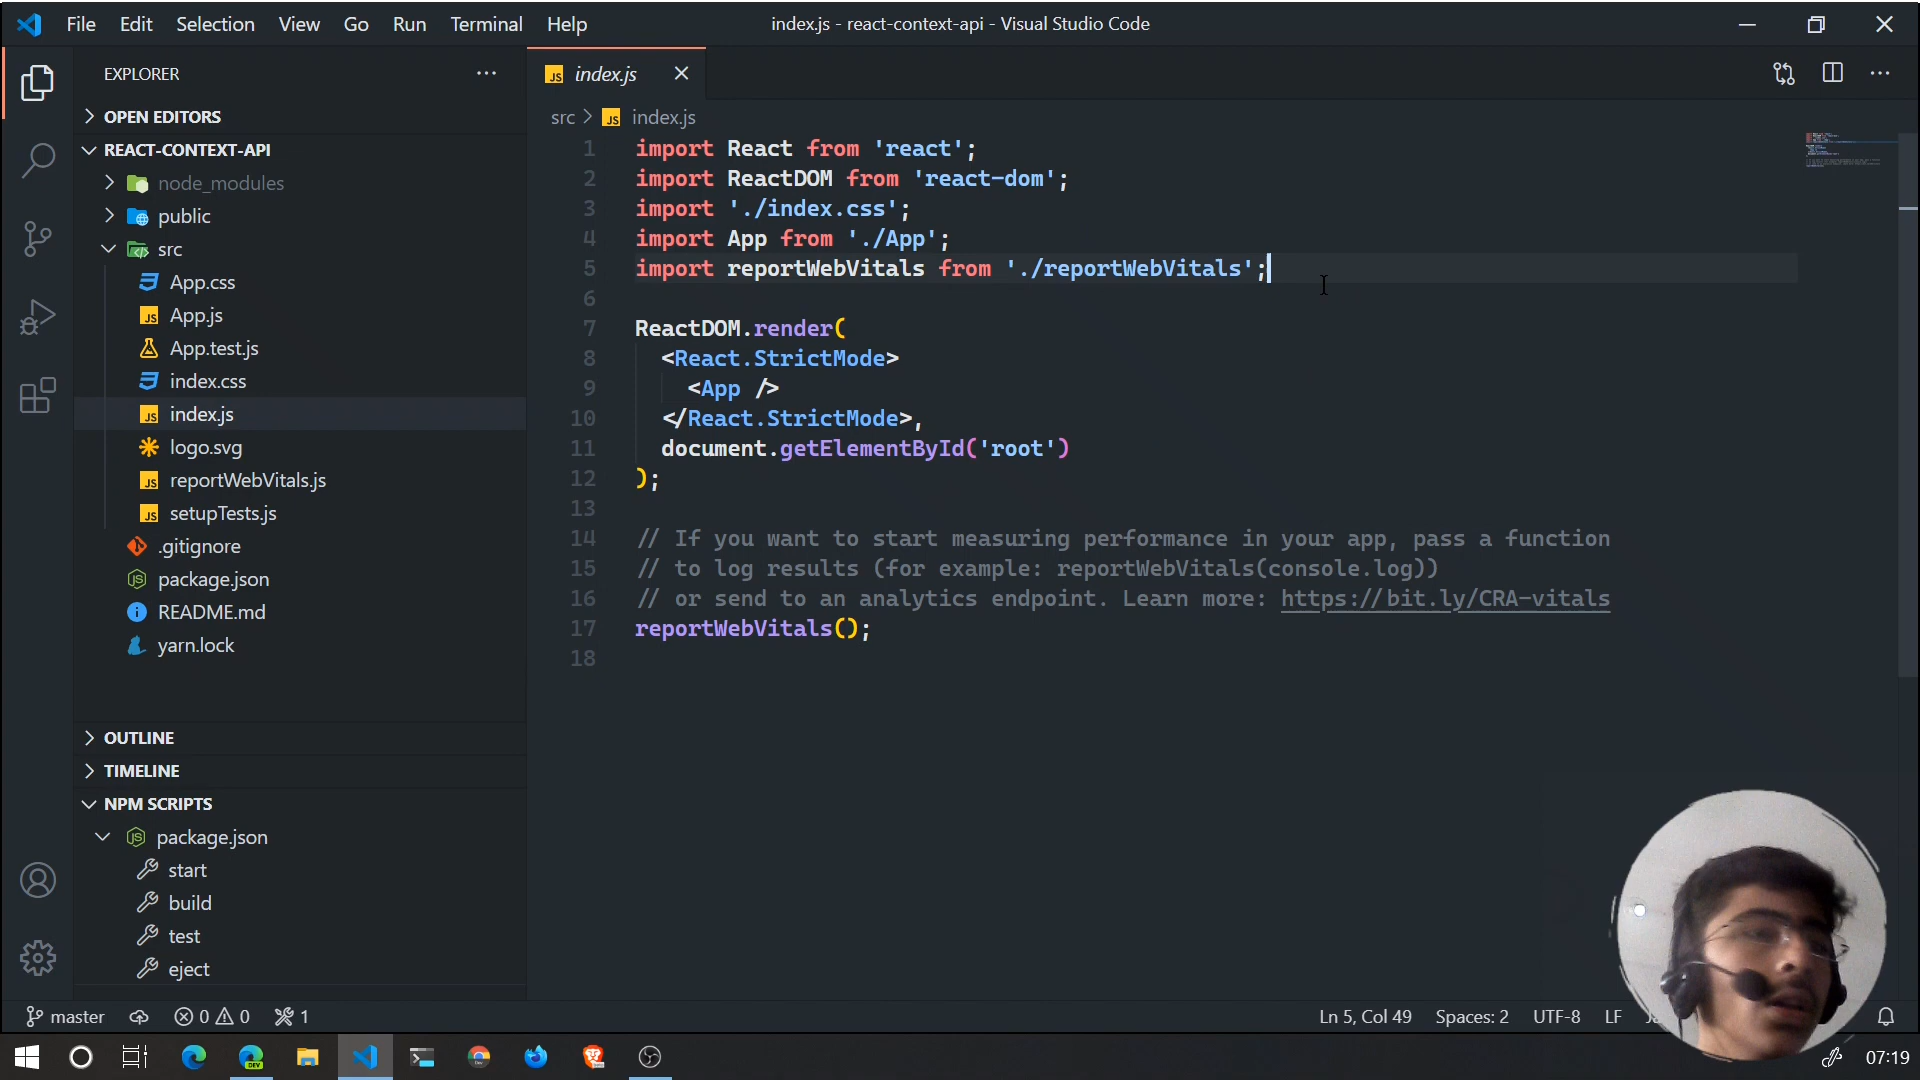 File Edit Selection View Go Run Terminal Help
index.js - react-context-api - Visual Studio Code
EXPLORER
OPEN EDITORS
REACT-CONTEXT-API
node_modules
public
src
App.css
App.js
App.test.js
index.css
index.js
logo.svg
reportWebVitals.js
setupTests.js
.gitignore
package.json
README.md
yarn.lock
OUTLINE
TIMELINE
NPM SCRIPTS
package.json
start
build
test
eject
JS index.js
src > JS index.js
1 import React from 'react';
2 import ReactDOM from 'react-dom';
3 import './index.css';
4 import App from './App';
5 import reportWebVitals from './reportWebVitals';
6
7 ReactDOM.render(
8 <React.StrictMode>
9 <App />
10 </React.StrictMode>,
11 document.getElementById('root')
12 );
13
14 // If you want to start measuring performance in your app, pass a function
15 // to log results (for example: reportWebVitals(console.log))
16 // or send to an analytics endpoint. Learn more: https://bit.ly/CRA-vitals
17 reportWebVitals();
18
master 0 0 1
Ln 5, Col 49 Spaces: 2 UTF-8 LF
07:19